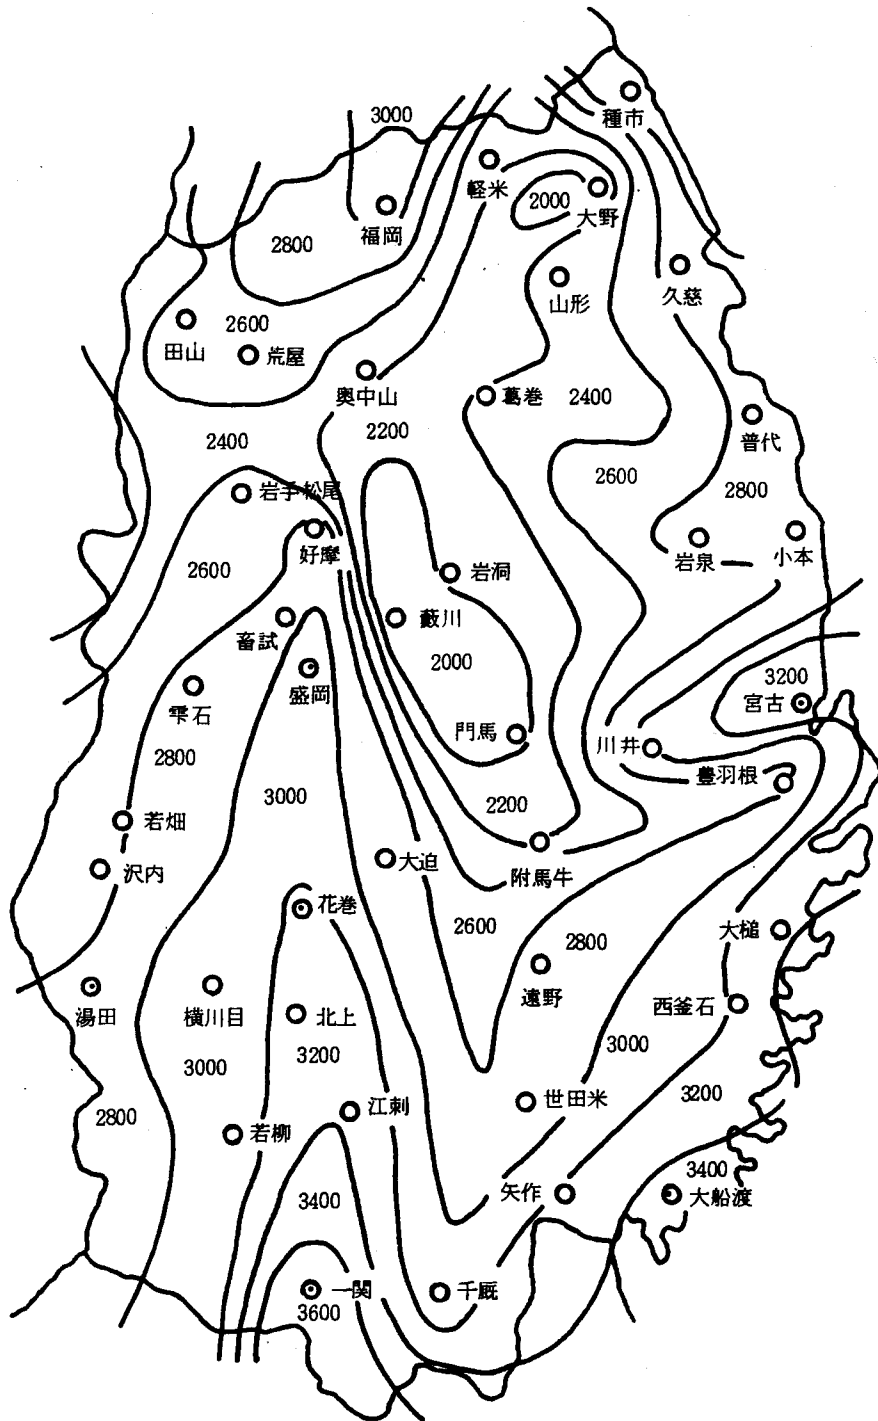 3000
種市
軽米
2000
大野
福岡
2800
山形
久慈
2600
田山
荒屋
奥中山
葛巻
2400
普代
2400
2200
岩手松尾
2600
2800
好摩
岩泉
小本
2600
岩洞
畜試
藪川
盛岡
2000
3200
宮古
雫石
門馬
川井
2800
豊羽根
3000
2200
若畑
沢内
大迫
附馬牛
花巻
2600
2800
大槌
遠野
湯田
横川目
北上
西釜石
3200
3000
3000
2800
江刺
世田米
3200
若柳
3400
矢作
3400
大船渡
一関
千厩
3600